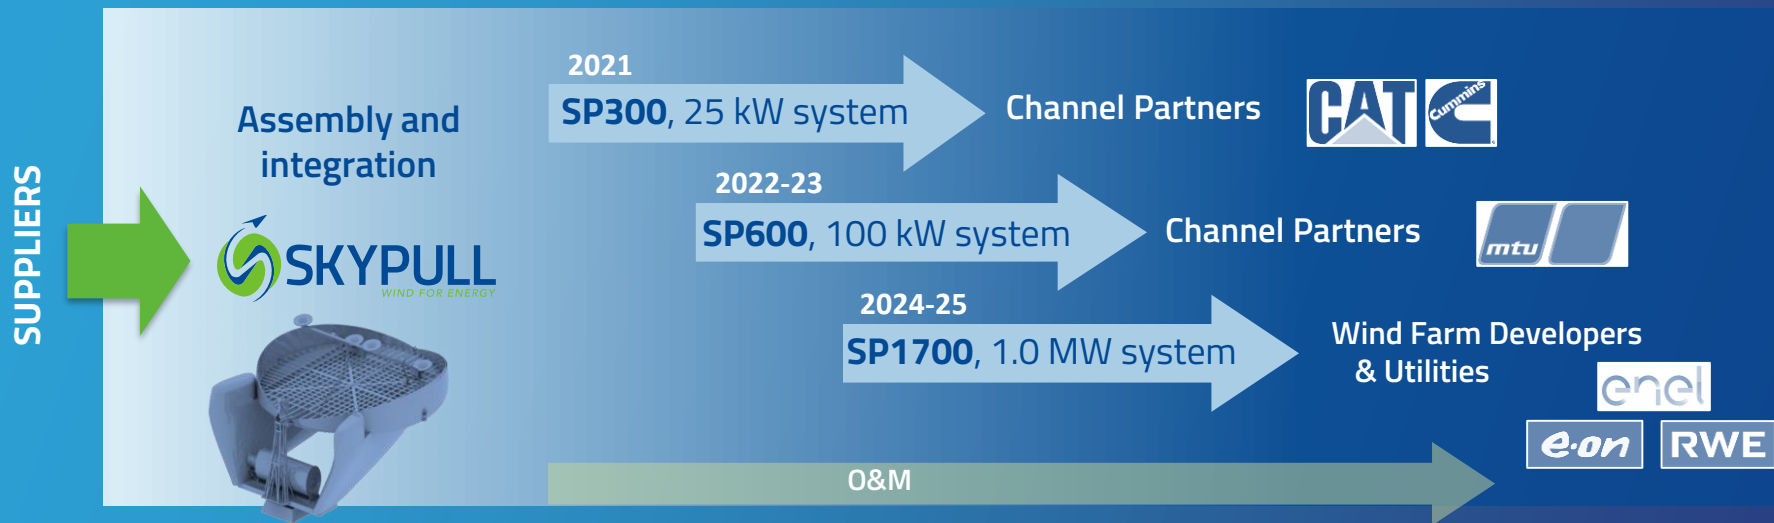 SUPPLIERS
Assembly and
integration
SKYPULL
WIND FOR ENERGY
2021
SP300, 25 kW system
Channel Partners
CAT
Cummins
2022-23
SP600, 100 kW system
Channel Partners
mtu
2024-25
SP1700, 1.0 MW system
Wind Farm Developers
& Utilities
enel
e·on
RWE
O&M